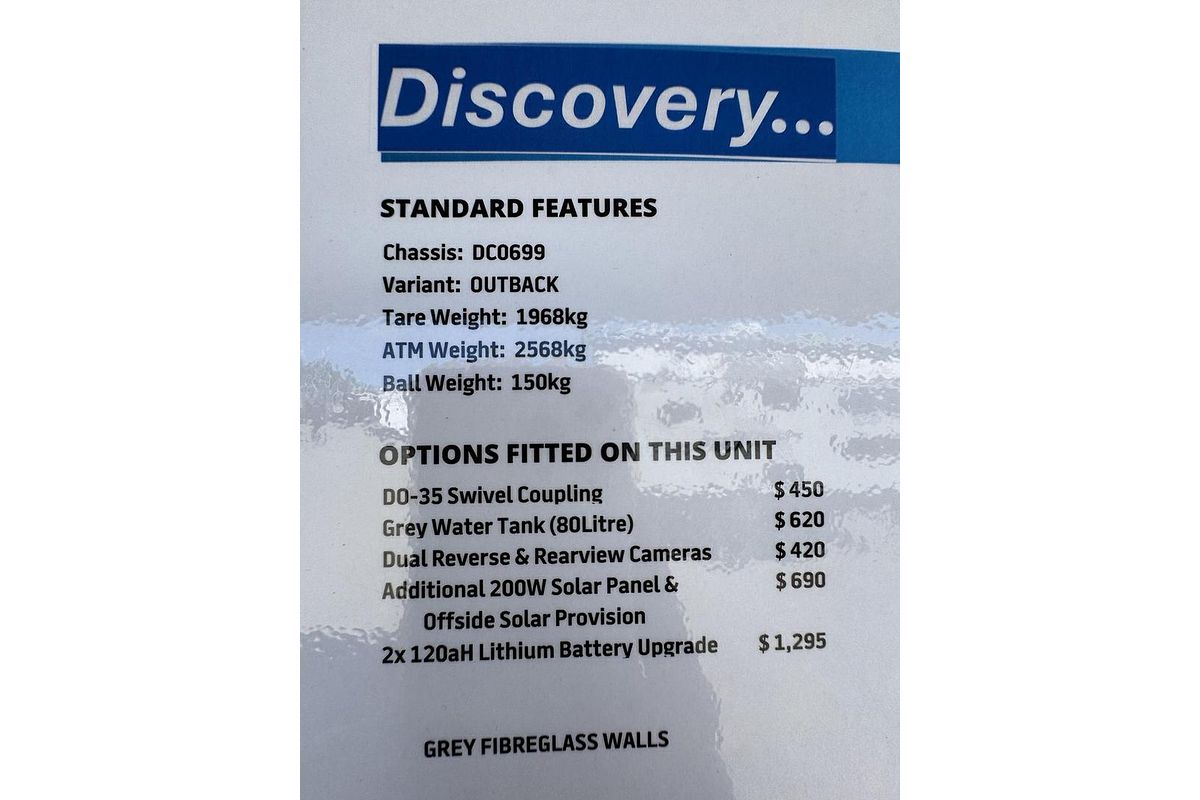 Discovery...
STANDARD FEATURES
Chassis: DC0699
Variant: OUTBACK
Tare Weight: 1968kg
ATM Weight: 2568kg
Ball Weight: 150kg
OPTIONS FITTED ON THIS UNIT
DO-35 Swivel Coupling $ 450
Grey Water Tank (80Litre) $ 620
Dual Reverse & Rearview Cameras $ 420
Additional 200W Solar Panel & $ 690
Offside Solar Provision
2x 120aH Lithium Battery Upgrade $ 1,295
GREY FIBREGLASS WALLS